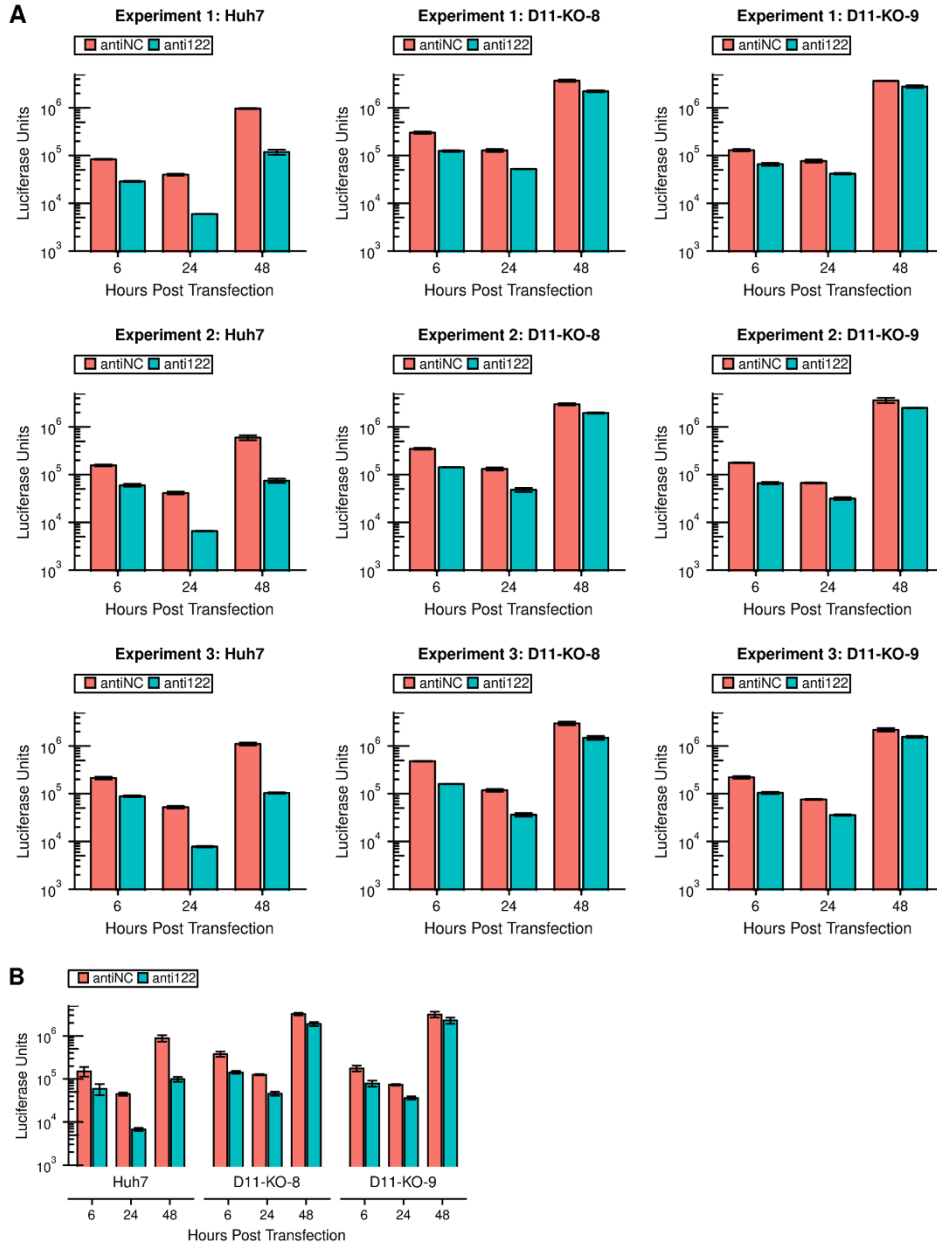 A
Experiment 1: Huh7
antiNC anti122
Luciferase Units
10^6
10^5
10^4
10^3
6 24 48
Hours Post Transfection
Experiment 1: D11-KO-8
antiNC anti122
Luciferase Units
10^6
10^5
10^4
10^3
6 24 48
Hours Post Transfection
Experiment 1: D11-KO-9
antiNC anti122
Luciferase Units
10^6
10^5
10^4
10^3
6 24 48
Hours Post Transfection
Experiment 2: Huh7
antiNC anti122
Luciferase Units
10^6
10^5
10^4
10^3
6 24 48
Hours Post Transfection
Experiment 2: D11-KO-8
antiNC anti122
Luciferase Units
10^6
10^5
10^4
10^3
6 24 48
Hours Post Transfection
Experiment 2: D11-KO-9
antiNC anti122
Luciferase Units
10^6
10^5
10^4
10^3
6 24 48
Hours Post Transfection
Experiment 3: Huh7
antiNC anti122
Luciferase Units
10^6
10^5
10^4
10^3
6 24 48
Hours Post Transfection
Experiment 3: D11-KO-8
antiNC anti122
Luciferase Units
10^6
10^5
10^4
10^3
6 24 48
Hours Post Transfection
Experiment 3: D11-KO-9
antiNC anti122
Luciferase Units
10^6
10^5
10^4
10^3
6 24 48
Hours Post Transfection
B
antiNC anti122
Luciferase Units
10^6
10^5
10^4
10^3
Huh7 D11-KO-8 D11-KO-9
6 24 48 6 24 48 6 24 48
Hours Post Transfection